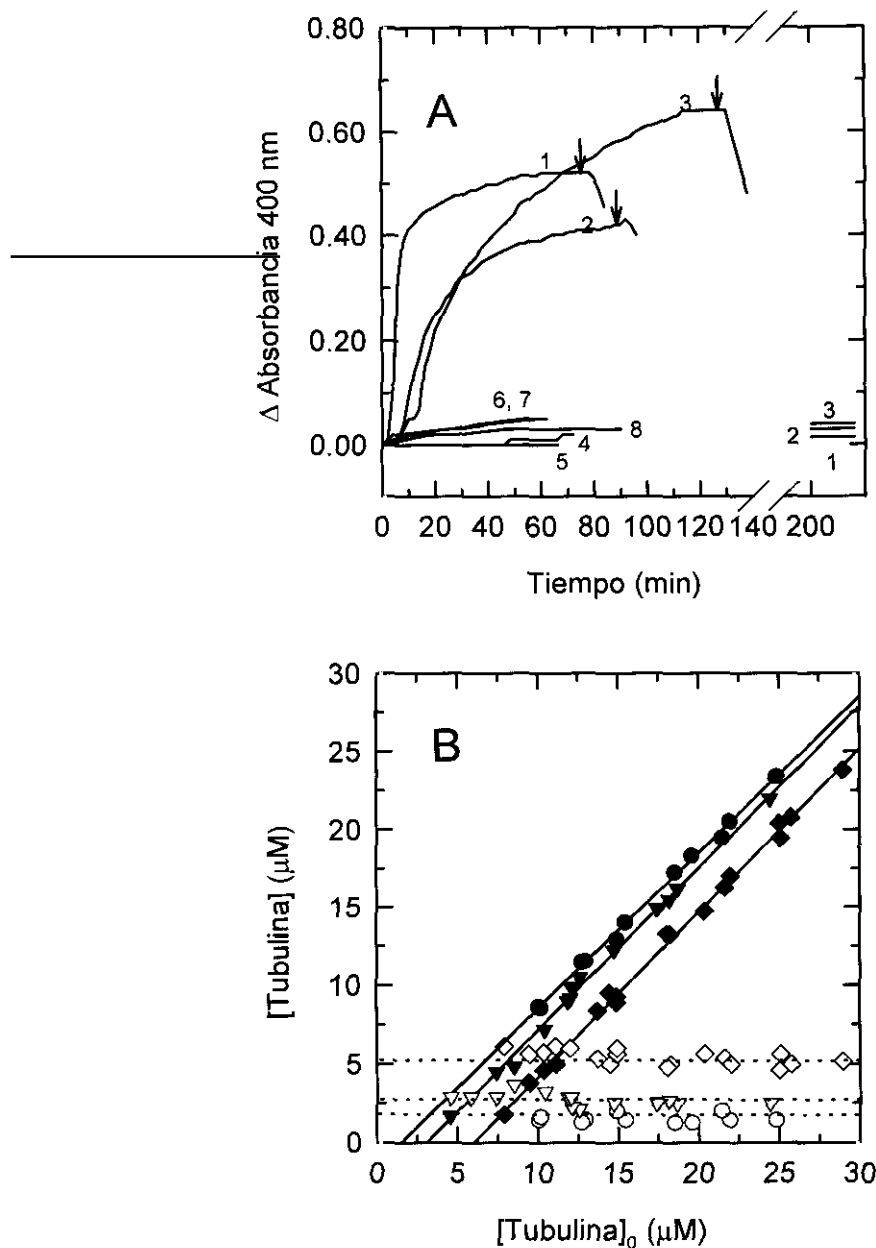 0.80
0.60
0.40
0.20
0.00
Δ Absorbancia 400 nm
A
1
2
3
6, 7
8
4
5
3
2
1
0 20 40 60 80 100 120 140 200 220
Tiempo (min)
30
25
20
15
10
5
0
[Tubulina] (μM)
B
0 5 10 15 20 25 30
[Tubulina]₀ (μM)